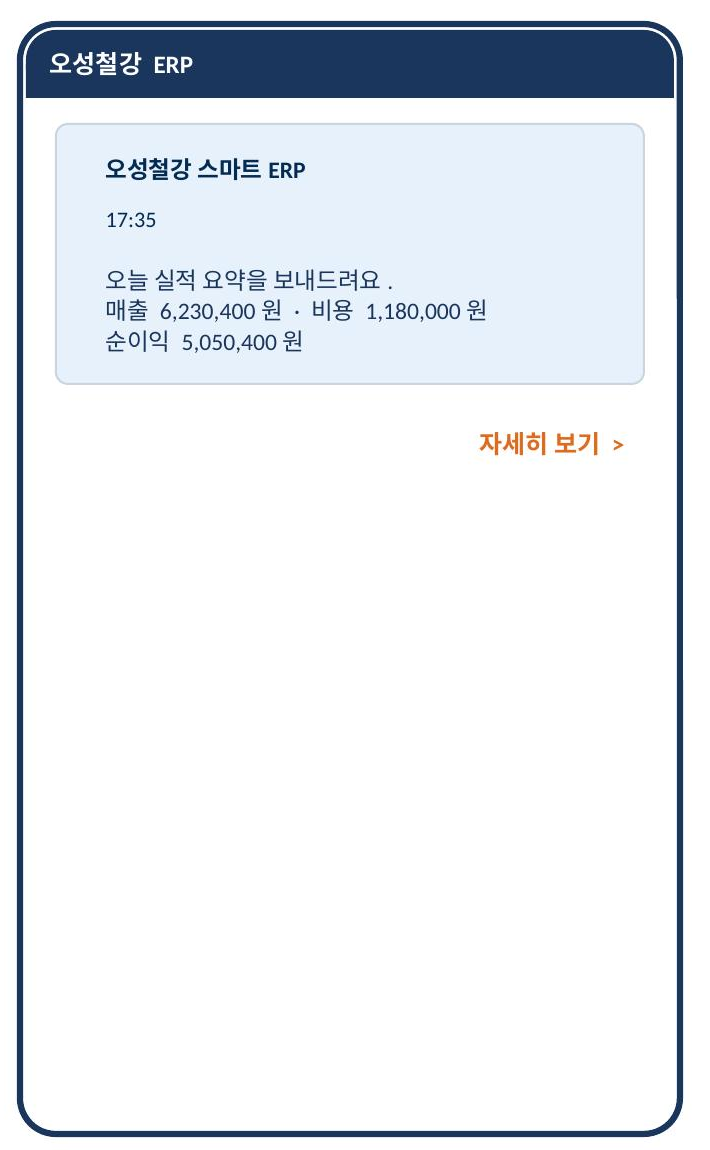 오성철강 ERP
오성철강 스마트 ERP
17:35
오늘 실적 요약을 보내드려요 .
매출 6,230,400 원 · 비용 1,180,000 원
순이익 5,050,400 원
자세히 보기 >